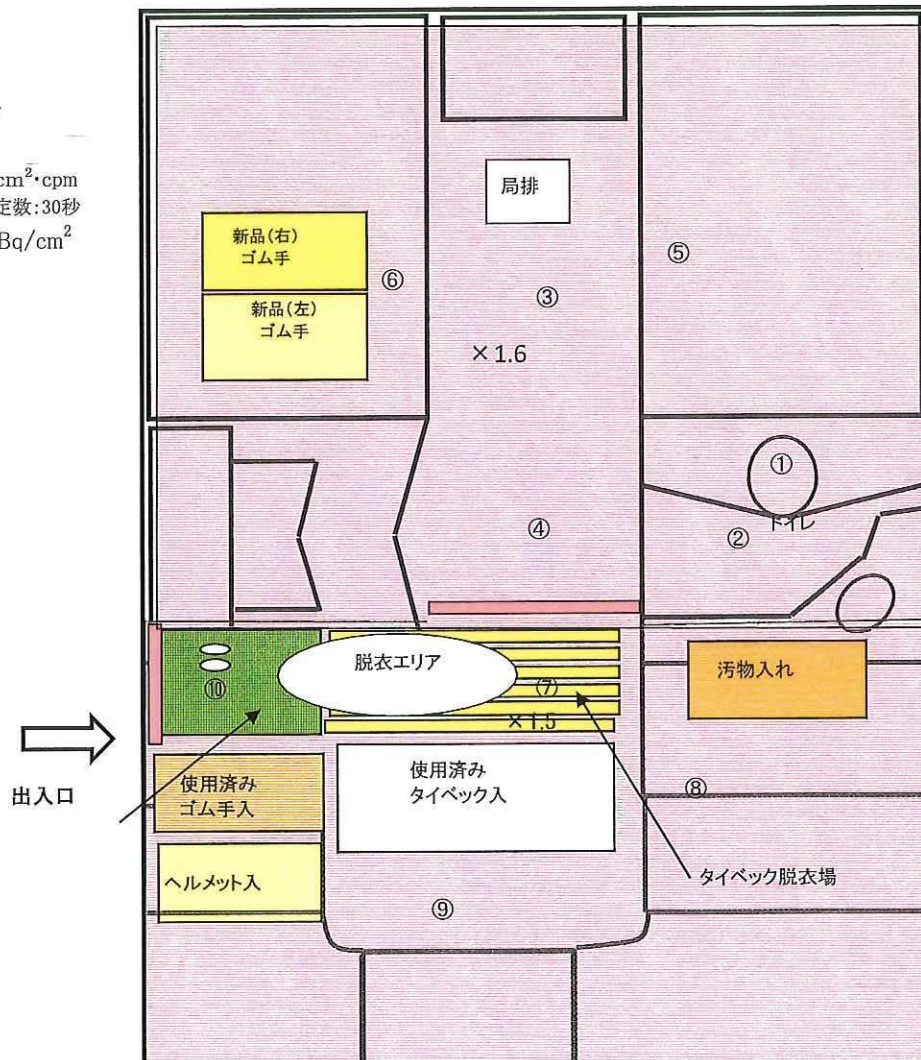 cm²・cpm
定数:30秒
Bq/cm²
局排
新品(右)
ゴム手
新品(左)
ゴム手
⑥
③
⑤
×1.6
①
トイレ
②
④
脱衣エリア
⑦
×1.5
⑩
汚物入れ
出入口
使用済み
ゴム手入
使用済み
タイベック入
⑧
ヘルメット入
タイベック脱衣場
⑨